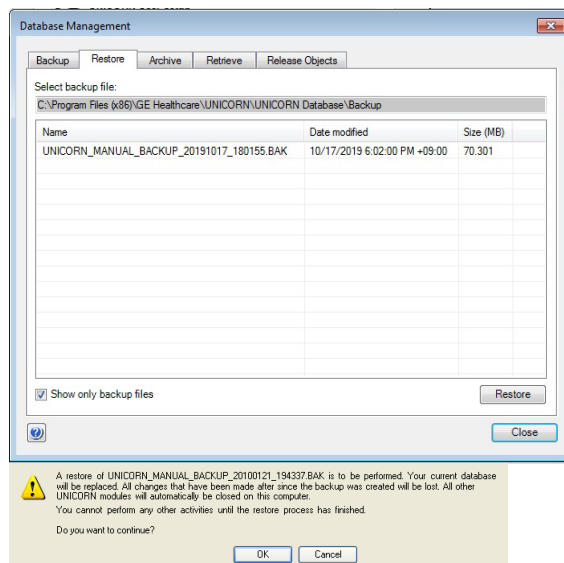 Database Management
Backup Restore Archive Retrieve Release Objects
Select backup file:
C:\Program Files (x86)\GE Healthcare\UNICORN\UNICORN Database\Backup
Name Date modified Size (MB)
UNICORN_MANUAL_BACKUP_20191017_180155.BAK 10/17/2019 6:02:00 PM +09:00 70.301
Show only backup files Restore
Close
A restore of UNICORN_MANUAL_BACKUP_20100121_194337.BAK is to be performed. Your current database
will be replaced. All changes that have been made after since the backup was created will be lost. All other
UNICORN modules will automatically be closed on this computer.
You cannot perform any other activities until the restore process has finished.
Do you want to continue?
OK Cancel